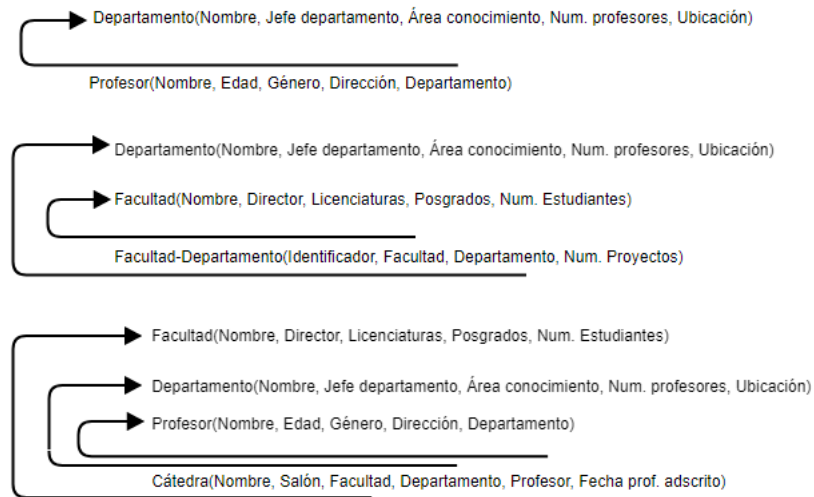 Departamento(Nombre, Jefe departamento, Área conocimiento, Num. profesores, Ubicación)
Profesor(Nombre, Edad, Género, Dirección, Departamento)
Departamento(Nombre, Jefe departamento, Área conocimiento, Num. profesores, Ubicación)
Facultad(Nombre, Director, Licenciaturas, Posgrados, Num. Estudiantes)
Facultad-Departamento(Identificador, Facultad, Departamento, Num. Proyectos)
Facultad(Nombre, Director, Licenciaturas, Posgrados, Num. Estudiantes)
Departamento(Nombre, Jefe departamento, Área conocimiento, Num. profesores, Ubicación)
Profesor(Nombre, Edad, Género, Dirección, Departamento)
Cátedra(Nombre, Salón, Facultad, Departamento, Profesor, Fecha prof. adscrito)